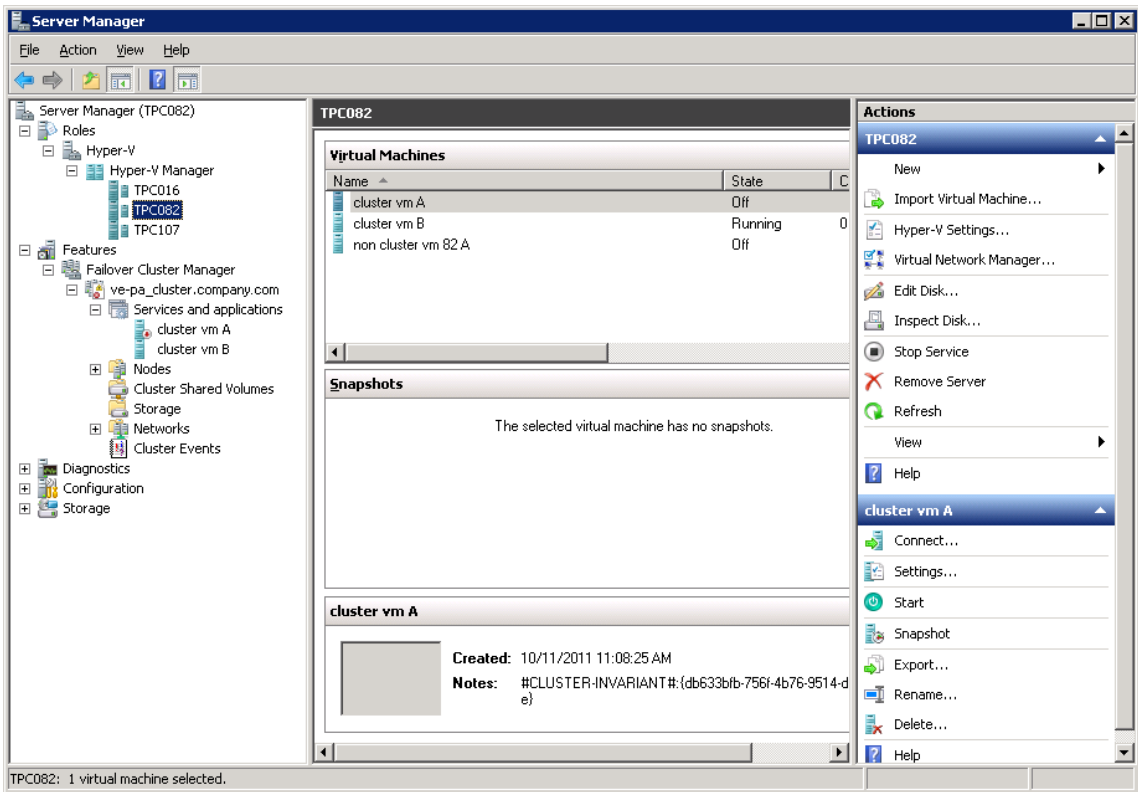 Server Manager
File Action View Help
Server Manager (TPC082)
Roles
Hyper-V
Hyper-V Manager
TPC016
TPC082
TPC107
Features
Failover Cluster Manager
ve-pa_cluster.company.com
Services and applications
cluster vm A
cluster vm B
Nodes
Cluster Shared Volumes
Storage
Networks
Cluster Events
Diagnostics
Configuration
Storage
TPC082
Virtual Machines
Name State C
cluster vm A Off
cluster vm B Running 0
non cluster vm 82 A Off
Snapshots
The selected virtual machine has no snapshots.
cluster vm A
Created: 10/11/2011 11:08:25 AM
Notes: #CLUSTER-INVARIANT#:{db633bfb-756f-4b76-9514-d
e}
Actions
TPC082
New
Import Virtual Machine...
Hyper-V Settings...
Virtual Network Manager...
Edit Disk...
Inspect Disk...
Stop Service
Remove Server
Refresh
View
Help
cluster vm A
Connect...
Settings...
Start
Snapshot
Export...
Rename...
Delete...
Help
TPC082: 1 virtual machine selected.